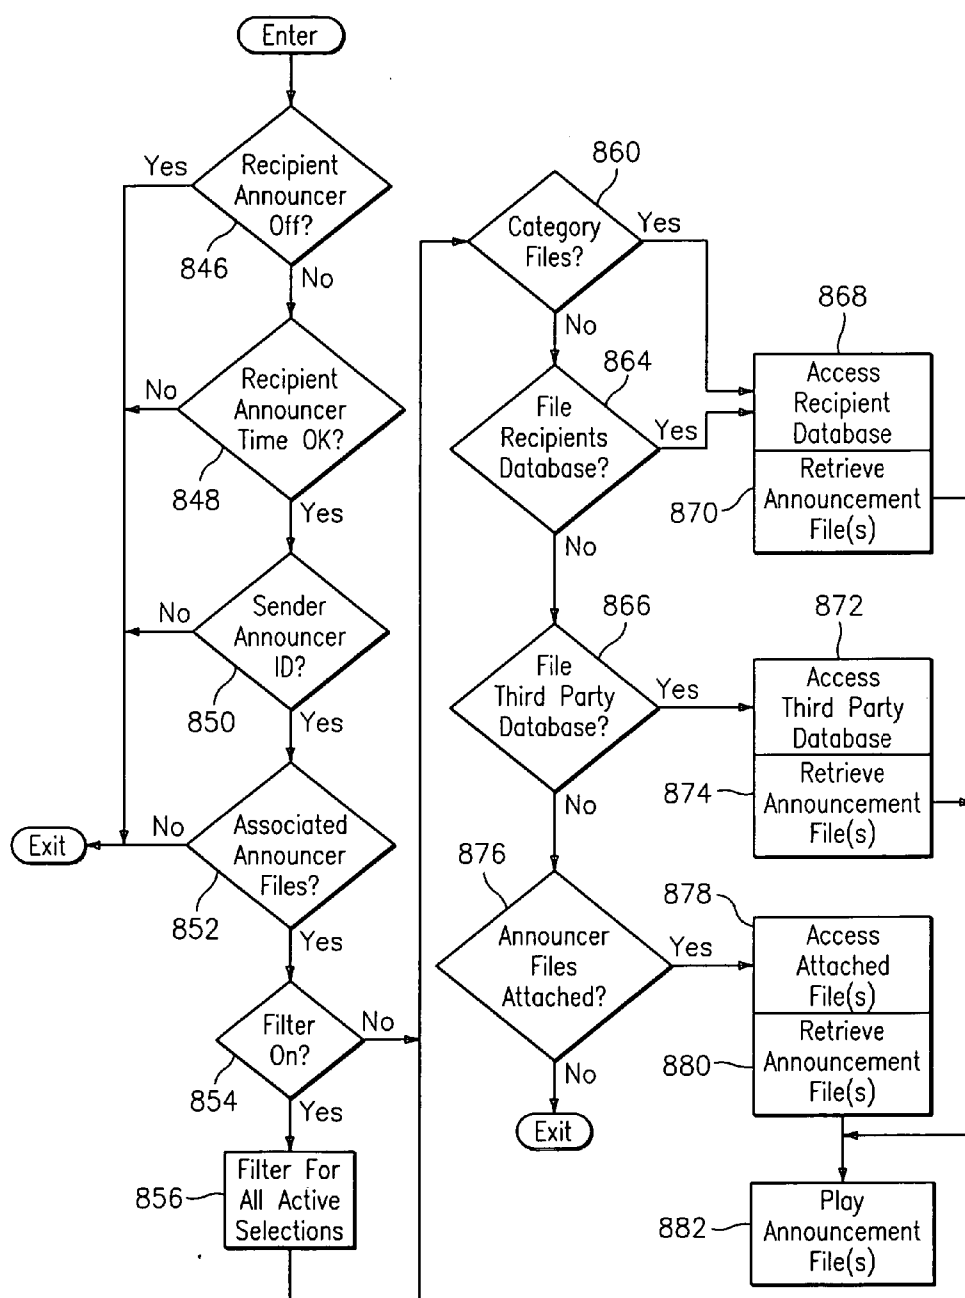 Enter
Yes
Recipient
Announcer
Off?
846
No
Recipient
Announcer
Time OK?
No
848
Yes
Sender
Announcer
ID?
No
850
Yes
Associated
Announcer
Files?
No
Exit
852
Yes
Filter
On?
No
854
Yes
Filter For
All Active
Selections
856
860
Category
Files?
Yes
No
864
File
Recipients
Database?
Yes
No
868
Access
Recipient
Database
Retrieve
Announcement
File(s)
870
866
File
Third Party
Database?
Yes
No
872
Access
Third Party
Database
Retrieve
Announcement
File(s)
874
876
Announcer
Files
Attached?
Yes
No
Exit
878
Access
Attached
File(s)
Retrieve
Announcement
File(s)
880
Play
Announcement
File(s)
882